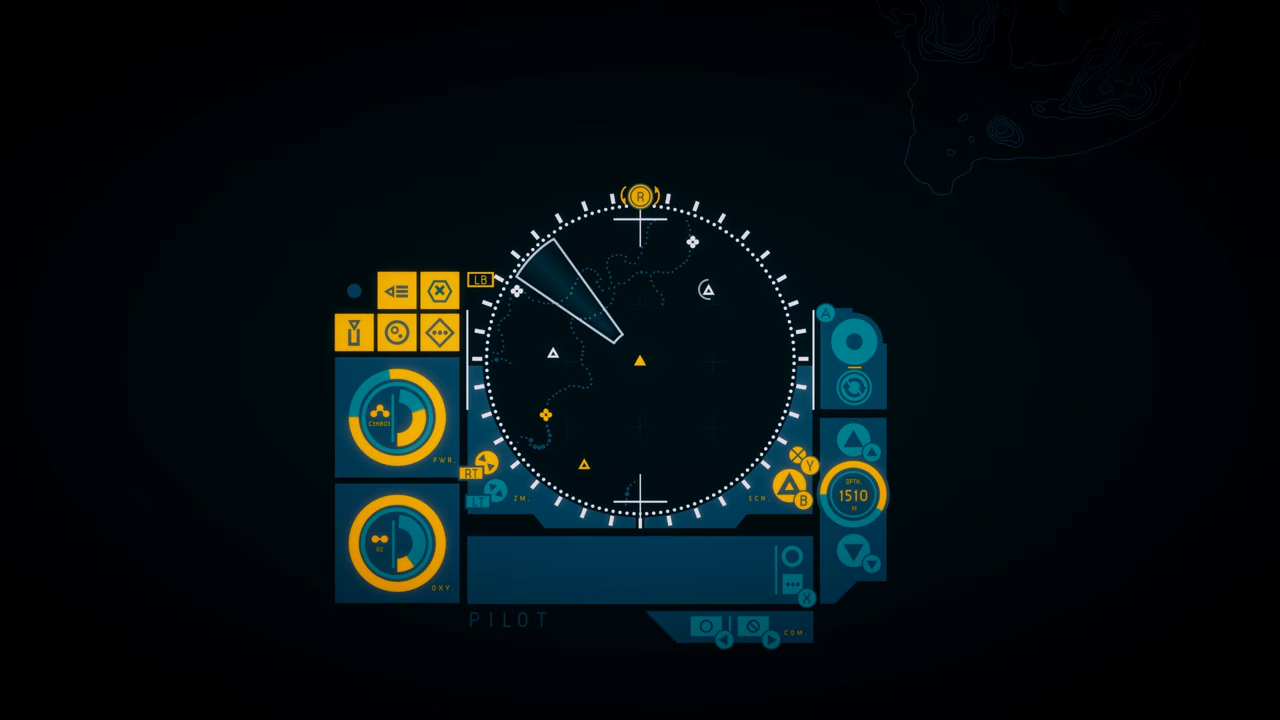 R
LB
A
C3H8O3
PWR.
RT
LT
ZM.
SCN.
Y
B
DPTH.
1510
M
O2
OXY.
X
PILOT
COM.